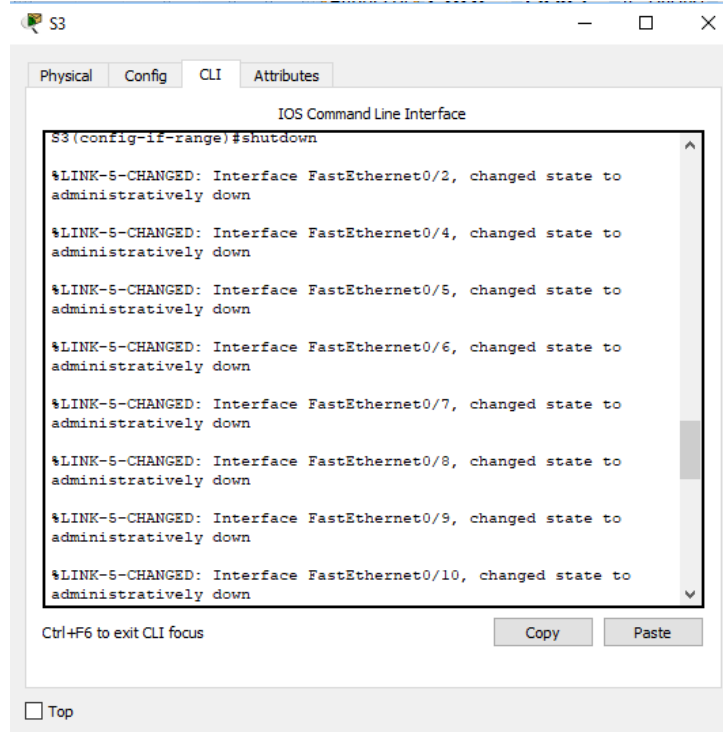 S3
Physical Config CLI Attributes
IOS Command Line Interface
S3(config-if-range)#shutdown
%LINK-5-CHANGED: Interface FastEthernet0/2, changed state to
administratively down
%LINK-5-CHANGED: Interface FastEthernet0/4, changed state to
administratively down
%LINK-5-CHANGED: Interface FastEthernet0/5, changed state to
administratively down
%LINK-5-CHANGED: Interface FastEthernet0/6, changed state to
administratively down
%LINK-5-CHANGED: Interface FastEthernet0/7, changed state to
administratively down
%LINK-5-CHANGED: Interface FastEthernet0/8, changed state to
administratively down
%LINK-5-CHANGED: Interface FastEthernet0/9, changed state to
administratively down
%LINK-5-CHANGED: Interface FastEthernet0/10, changed state to
administratively down
Ctrl+F6 to exit CLI focus
Copy Paste
Top